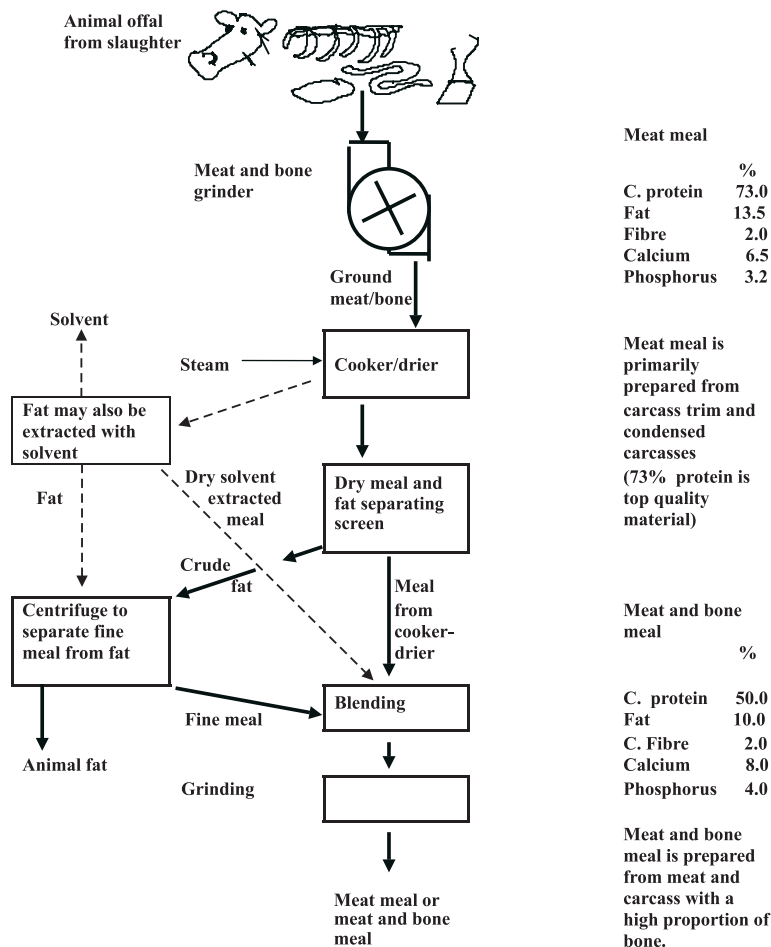 Animal offal
from slaughter
Meat and bone
grinder
Ground
meat/bone
Solvent
Steam
Cooker/drier
Fat may also be
extracted with
solvent
Dry solvent
extracted
meal
Fat
Dry meal and
fat separating
screen
Crude
fat
Meal
from
cooker-
drier
Centrifuge to
separate fine
meal from fat
Blending
Fine meal
Animal fat
Grinding
Meat meal or
meat and bone
meal
Meat meal
%
C. protein 73.0
Fat 13.5
Fibre 2.0
Calcium 6.5
Phosphorus 3.2
Meat meal is
primarily
prepared from
carcass trim and
condensed
carcasses
(73% protein is
top quality
material)
Meat and bone
meal
%
C. protein 50.0
Fat 10.0
C. Fibre 2.0
Calcium 8.0
Phosphorus 4.0
Meat and bone
meal is prepared
from meat and
carcass with a
high proportion of
bone.